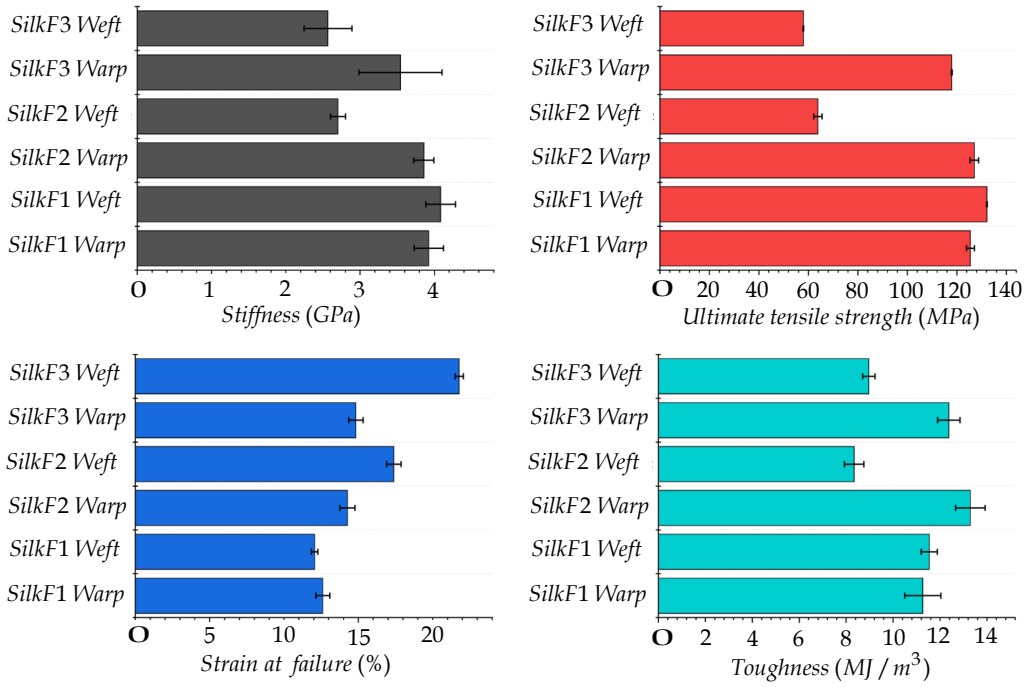 SilkF3 Weft
SilkF3 Warp
SilkF2 Weft
SilkF2 Warp
SilkF1 Weft
SilkF1 Warp
O 1 2 3 4
Stiffness (GPa)
SilkF3 Weft
SilkF3 Warp
SilkF2 Weft
SilkF2 Warp
SilkF1 Weft
SilkF1 Warp
O 20 40 60 80 100 120 140
Ultimate tensile strength (MPa)
SilkF3 Weft
SilkF3 Warp
SilkF2 Weft
SilkF2 Warp
SilkF1 Weft
SilkF1 Warp
O 5 10 15 20
Strain at failure (%)
SilkF3 Weft
SilkF3 Warp
SilkF2 Weft
SilkF2 Warp
SilkF1 Weft
SilkF1 Warp
O 2 4 6 8 10 12 14
Toughness (MJ / m³)